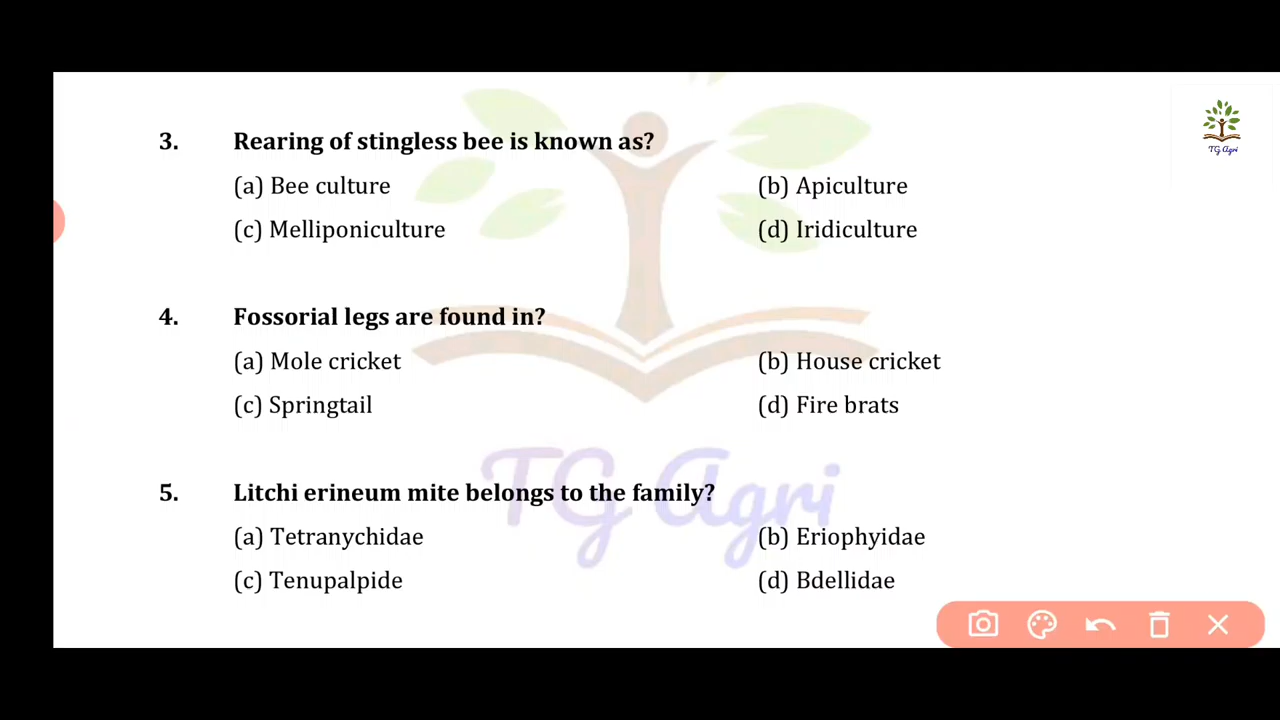 TG Agri
3. Rearing of stingless bee is known as?
(a) Bee culture (b) Apiculture
(c) Melliponiculture (d) Iridiculture
4. Fossorial legs are found in?
(a) Mole cricket (b) House cricket
(c) Springtail (d) Fire brats
TG Agri
5. Litchi erineum mite belongs to the family?
(a) Tetranychidae (b) Eriophyidae
(c) Tenupalpide (d) Bdellidae